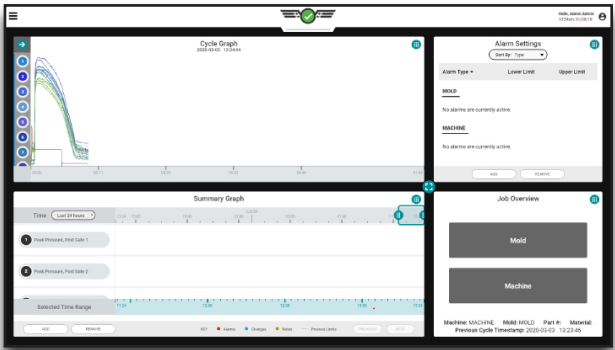 Hello, Admin Admin
Cycle Graph
2020-03-03 13:24:04
Alarm Settings
Sort By: Type
Alarm Type
Lower Limit
Upper Limit
MOLD
No alarms are currently active.
MACHINE
No alarms are currently active.
ADD
REMOVE
Summary Graph
Time
Last 24 hours
1 Peak Pressure, Post Gate 1
2 Peak Pressure, Post Gate 2
Selected Time Range
ADD
REMOVE
KEY
Alarms
Changes
Notes
Process Limits
PREVIOUS
NEXT
Job Overview
Mold
Machine
Machine: MACHINE Mold: MOLD Part #: Material:
Previous Cycle Timestamp: 2020-03-03 13:23:46